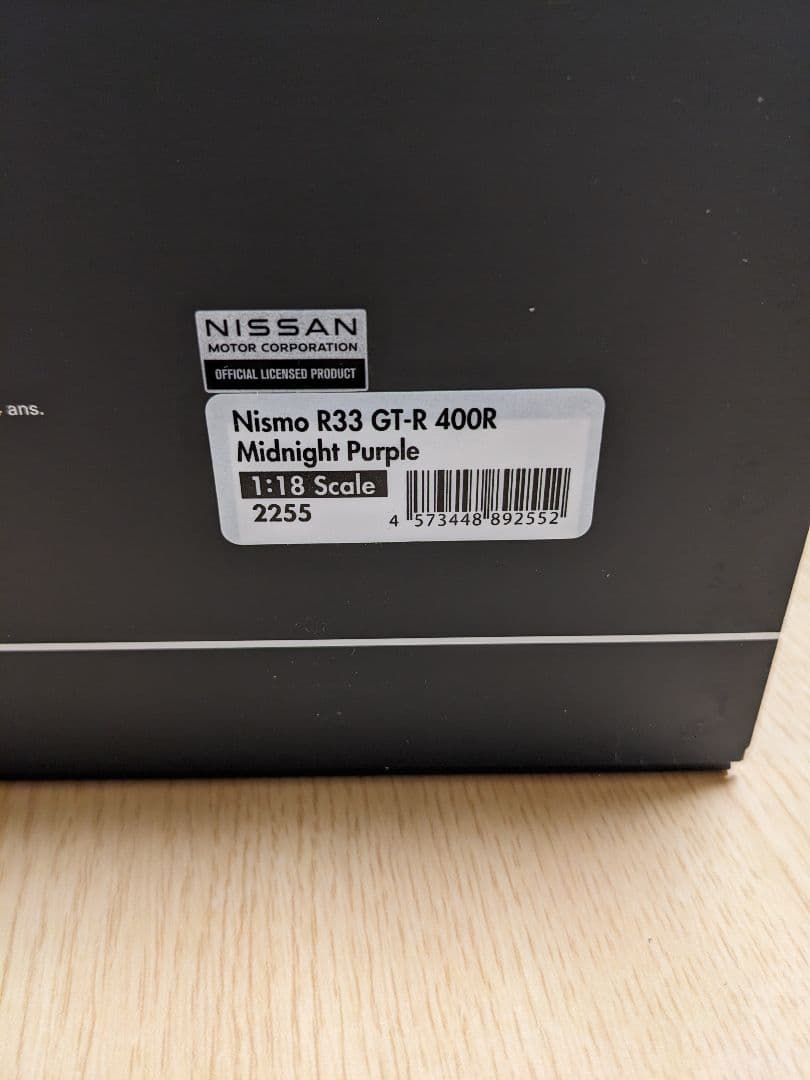 NISSAN
MOTOR CORPORATION
OFFICIAL LICENSED PRODUCT
ans.
Nismo R33 GT-R 400R
Midnight Purple
1:18 Scale
2255
4 573448 892552